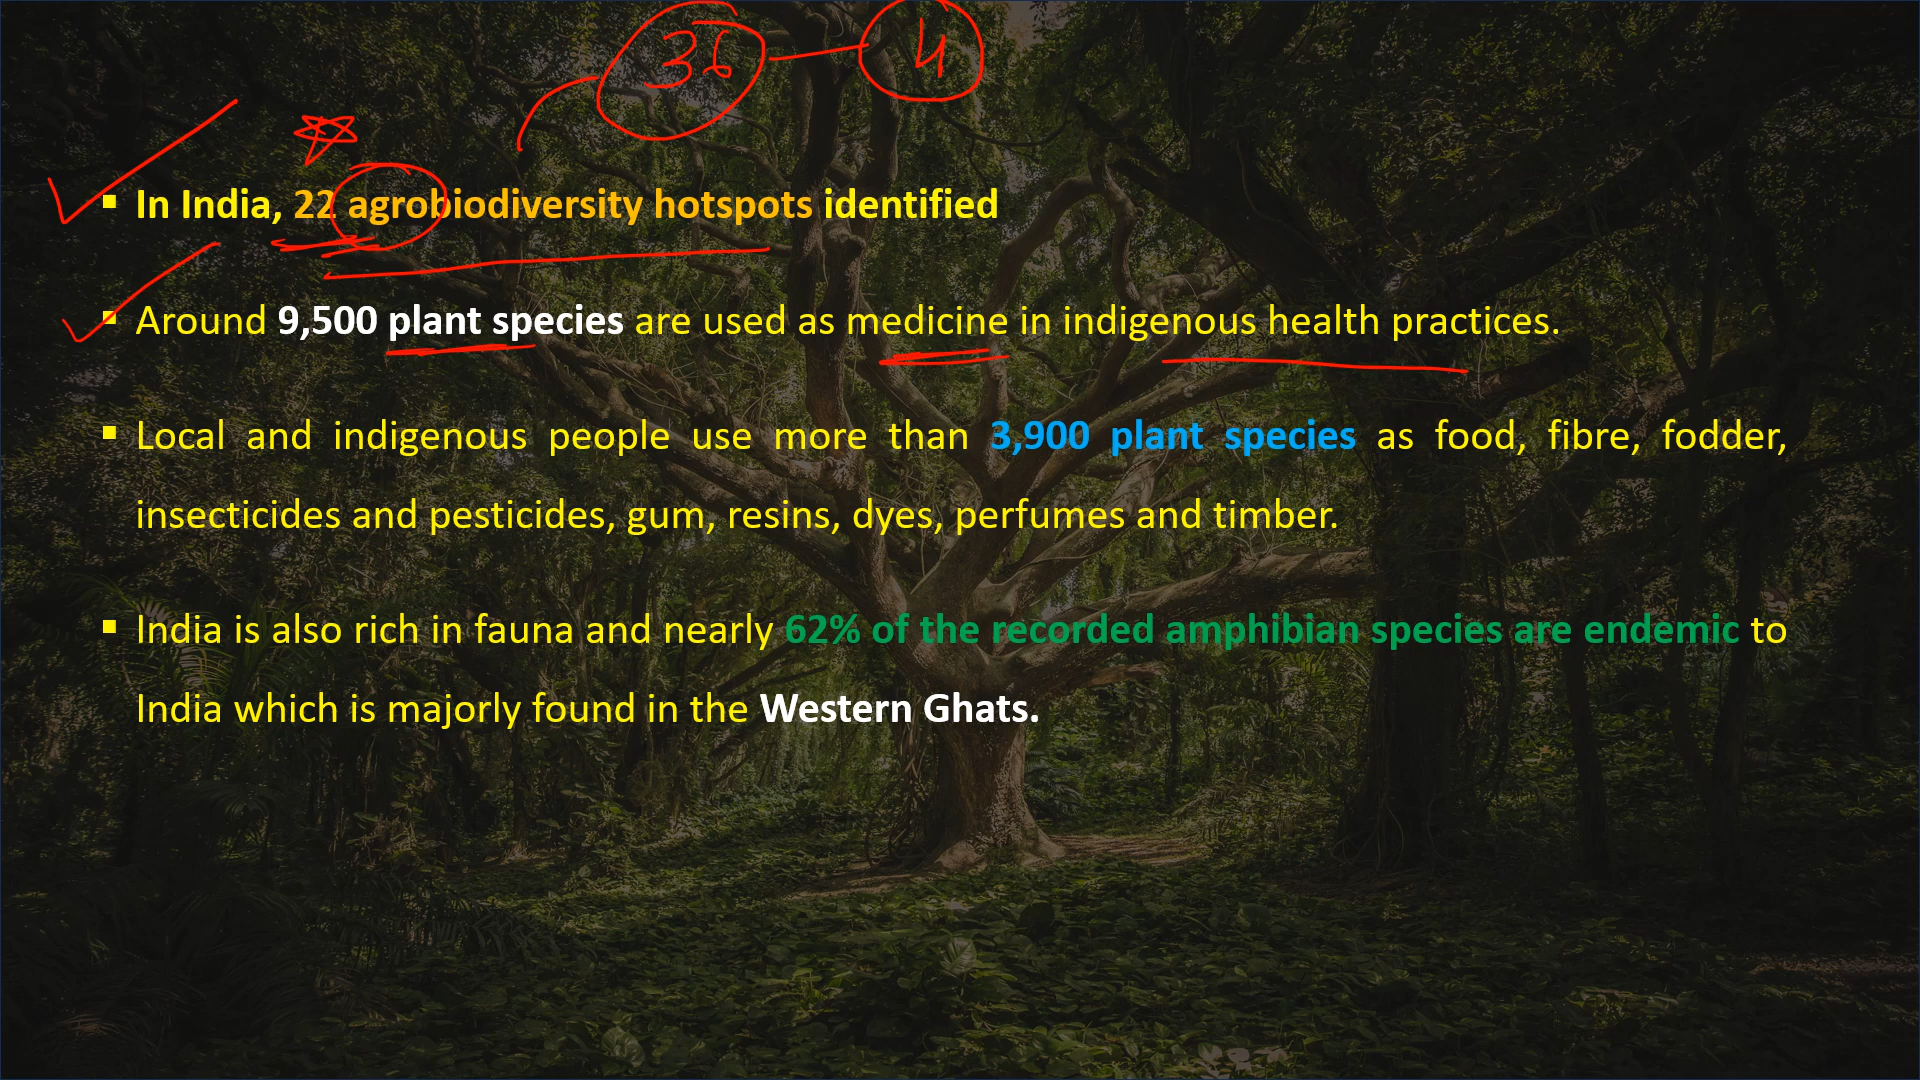 36 4
▪ In India, 22 agrobiodiversity hotspots identified
▪ Around 9,500 plant species are used as medicine in indigenous health practices.
▪ Local and indigenous people use more than 3,900 plant species as food, fibre, fodder,
insecticides and pesticides, gum, resins, dyes, perfumes and timber.
▪ India is also rich in fauna and nearly 62% of the recorded amphibian species are endemic to
India which is majorly found in the Western Ghats.